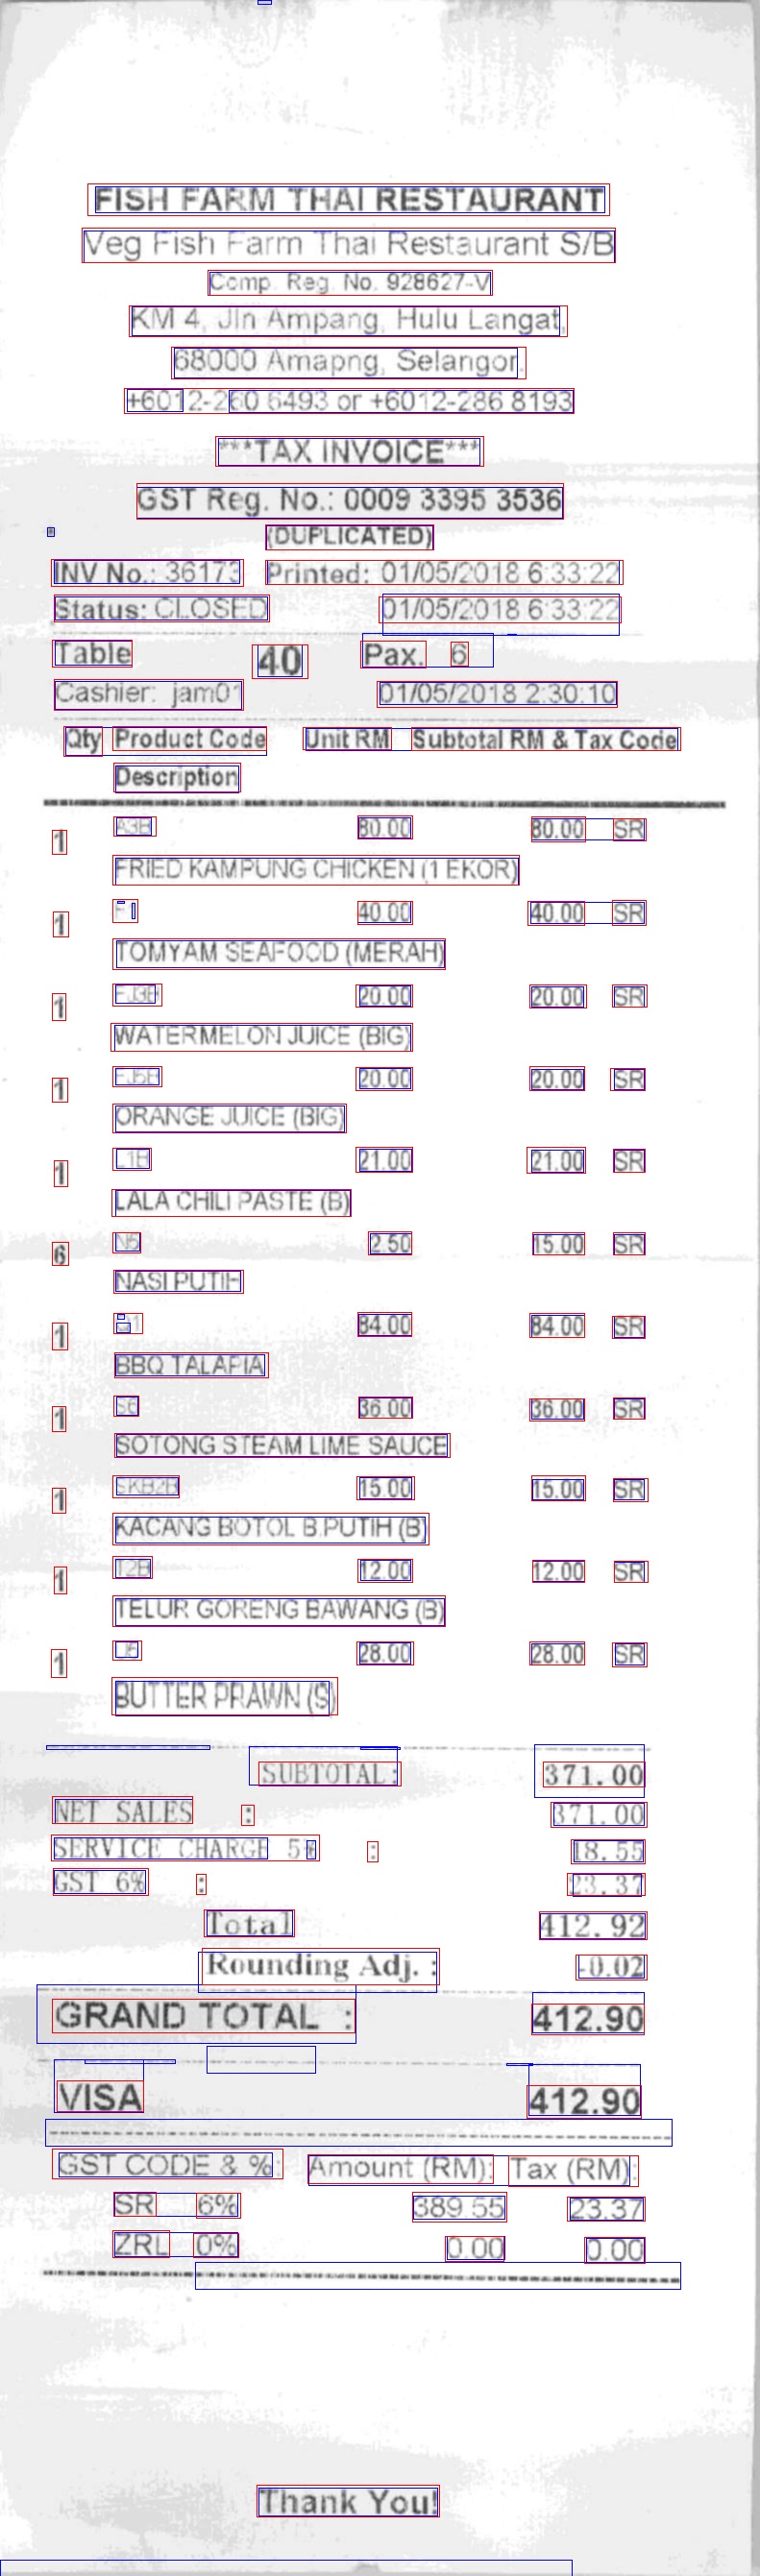 FISH FARM THAI RESTAURANT
Veg Fish Farm Thai Restaurant S/B
Comp. Reg. No. 928627-V
KM 4, Jln Ampang, Hulu Langat,
68000 Amapng, Selangor.
+6012-260 6493 or +6012-286 8193
***TAX INVOICE***
GST Reg. No.: 0009 3395 3536
(DUPLICATED)
INV No.: 36173 Printed: 01/05/2018 6:33:22
Status: CLOSED 01/05/2018 6:33:22
Table 40 Pax. 6
Cashier: jam01 01/05/2018 2:30:10
Qty Product Code Unit RM Subtotal RM & Tax Code
Description
1 A3B 80.00 80.00 SR
FRIED KAMPUNG CHICKEN (1 EKOR)
1 40.00 40.00 SR
TOMYAM SEAFOOD (MERAH)
1 FJ3B 20.00 20.00 SR
WATERMELON JUICE (BIG)
1 FJ5B 20.00 20.00 SR
ORANGE JUICE (BIG)
1 L1B 21.00 21.00 SR
LALA CHILI PASTE (B)
6 N5 2.50 15.00 SR
NASI PUTIH
1 84.00 84.00 SR
BBQ TALAPIA
1 S6 36.00 36.00 SR
SOTONG STEAM LIME SAUCE
1 SKB2B 15.00 15.00 SR
KACANG BOTOL B.PUTIH (B)
1 T2B 12.00 12.00 SR
TELUR GORENG BAWANG (B)
1 28.00 28.00 SR
BUTTER PRAWN (S)
SUBTOTAL: 371.00
NET SALES : 371.00
SERVICE CHARGE 5% : 18.55
GST 6% : 23.37
Total 412.92
Rounding Adj. : -0.02
GRAND TOTAL : 412.90
VISA 412.90
GST CODE & %: Amount (RM): Tax (RM):
SR 6% 389.55 23.37
ZRL 0% 0.00 0.00
Thank You!